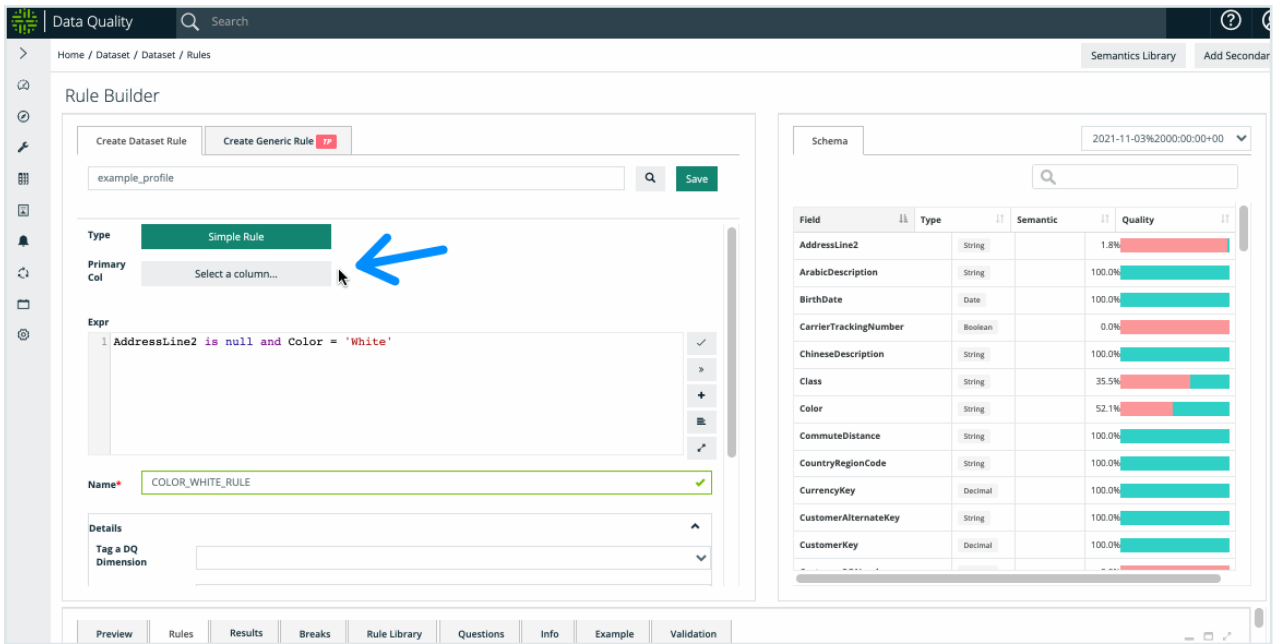 Data Quality Search
Home / Dataset / Dataset / Rules Semantics Library Add Secondar
Rule Builder
Create Dataset Rule Create Generic Rule TP
example_profile Save
Type Simple Rule
Primary Col Select a column...
Expr
1 AddressLine2 is null and Color = 'White'
Name* COLOR_WHITE_RULE
Details
Tag a DQ Dimension
Schema 2021-11-03%2000:00:00+00
Field Type Semantic Quality
AddressLine2 String 1.8%
ArabicDescription String 100.0%
BirthDate Date 100.0%
CarrierTrackingNumber Boolean 0.0%
ChineseDescription String 100.0%
Class String 35.5%
Color String 52.1%
CommuteDistance String 100.0%
CountryRegionCode String 100.0%
CurrencyKey Decimal 100.0%
CustomerAlternateKey String 100.0%
CustomerKey Decimal 100.0%
Preview Rules Results Breaks Rule Library Questions Info Example Validation